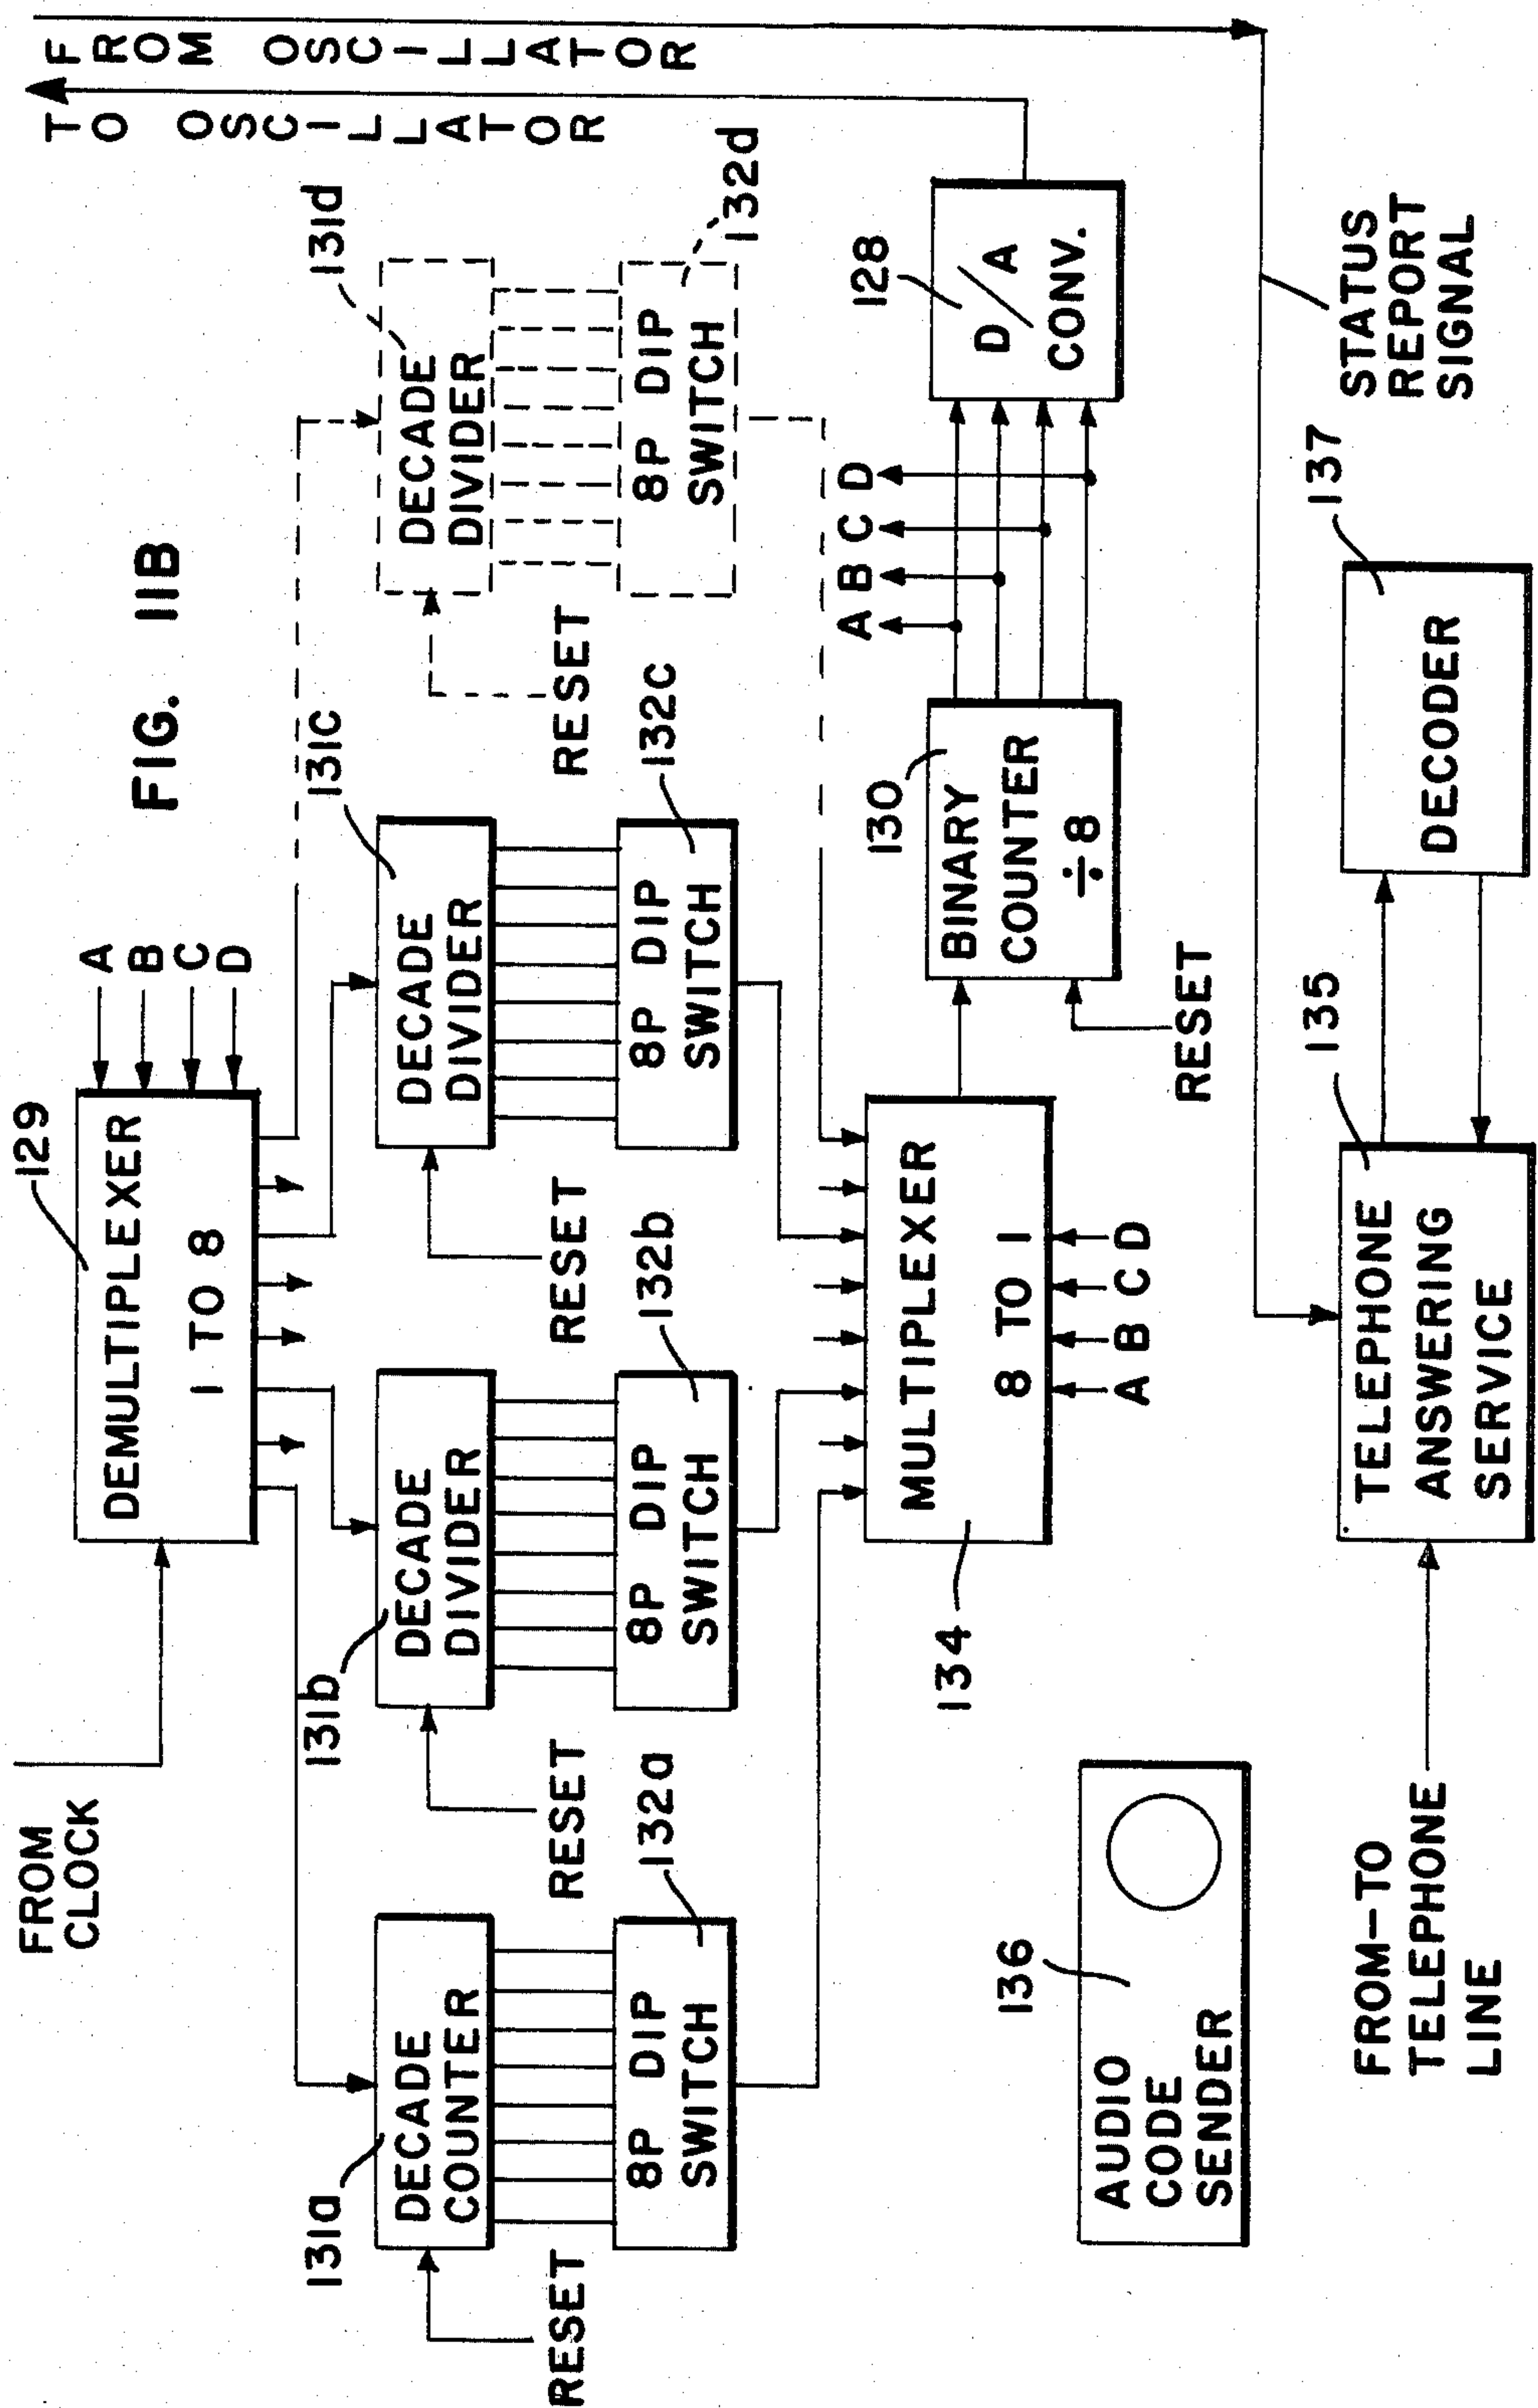 FIG. 11B
FROM OSCILLATOR
TO OSCILLATOR
FROM
CLOCK
129
DEMULTIPLEXER
1 TO 8
A
B
C
D
131a
DECADE
COUNTER
RESET
8P DIP
SWITCH
132a
131b
DECADE
DIVIDER
RESET
8P DIP
SWITCH
132b
131c
DECADE
DIVIDER
RESET
8P DIP
SWITCH
132c
131d
DECADE
DIVIDER
RESET
8P DIP
SWITCH
132d
134
MULTIPLEXER
8 TO 1
A B C D
130
BINARY
COUNTER
÷8
RESET
A B C D
128
D/A
CONV.
136
AUDIO
CODE
SENDER
FROM-TO
TELEPHONE
LINE
135
TELEPHONE
ANSWERING
SERVICE
137
DECODER
STATUS
REPORT
SIGNAL